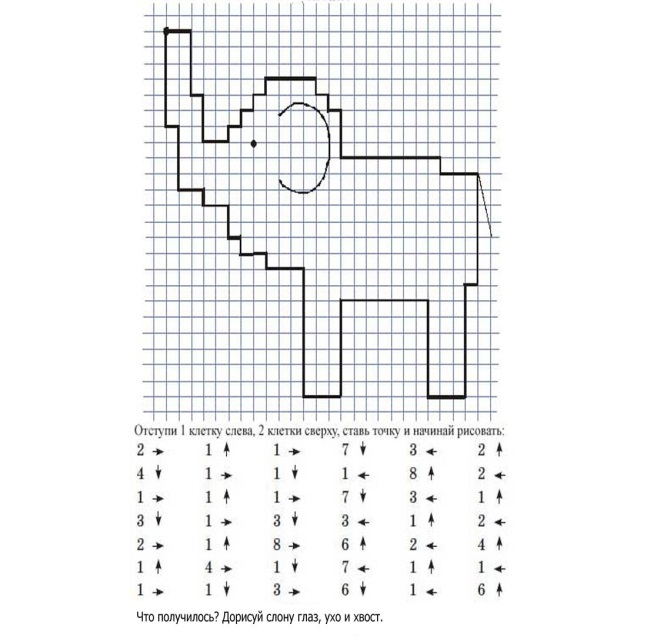 Отступи 1 клетку слева, 2 клетки сверху, ставь точку и начинай рисовать:
2 → 1 ↑ 1 → 7 ↓ 3 ← 2 ↑
4 ↓ 1 → 1 ↓ 1 ← 8 ↑ 2 ←
1 → 1 ↑ 1 → 7 ↓ 3 ← 1 ↑
3 ↓ 1 → 3 ↓ 3 ← 1 ↑ 2 ←
2 → 1 ↑ 8 → 6 ↑ 2 ← 4 ↑
1 ↑ 4 → 1 ↓ 7 ← 1 ↑ 1 ←
1 → 1 ↓ 3 → 6 ↓ 1 ← 6 ↑
Что получилось? Дорисуй слону глаз, ухо и хвост.